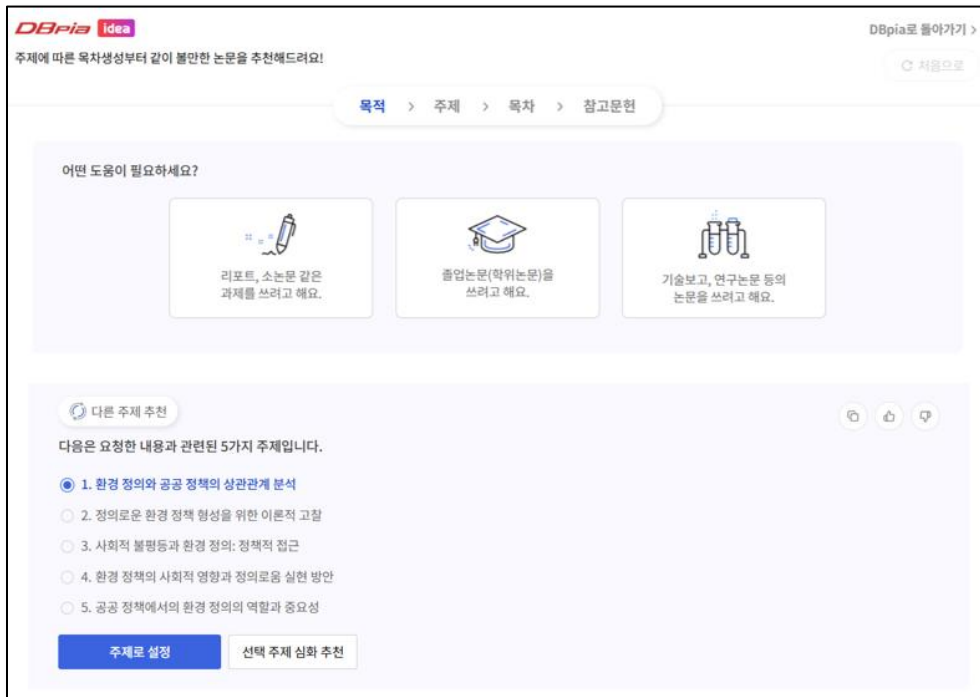 DBpia idea
DBpia로 돌아가기 >
주제에 따른 목차생성부터 같이 볼만한 논문을 추천해드려요!
처음으로
목적 > 주제 > 목차 > 참고문헌
어떤 도움이 필요하세요?
리포트, 소논문 같은
과제를 쓰려고 해요.
졸업논문(학위논문)을
쓰려고 해요.
기술보고, 연구논문 등의
논문을 쓰려고 해요.
다른 주제 추천
다음은 요청한 내용과 관련된 5가지 주제입니다.
1. 환경 정의와 공공 정책의 상관관계 분석
2. 정의로운 환경 정책 형성을 위한 이론적 고찰
3. 사회적 불평등과 환경 정의: 정책적 접근
4. 환경 정책의 사회적 영향과 정의로움 실현 방안
5. 공공 정책에서의 환경 정의의 역할과 중요성
주제로 설정
선택 주제 심화 추천